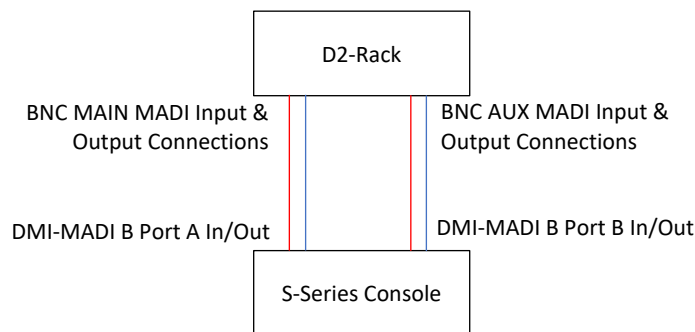 D2-Rack
BNC MAIN MADI Input &
Output Connections
BNC AUX MADI Input &
Output Connections
DMI-MADI B Port A In/Out
DMI-MADI B Port B In/Out
S-Series Console